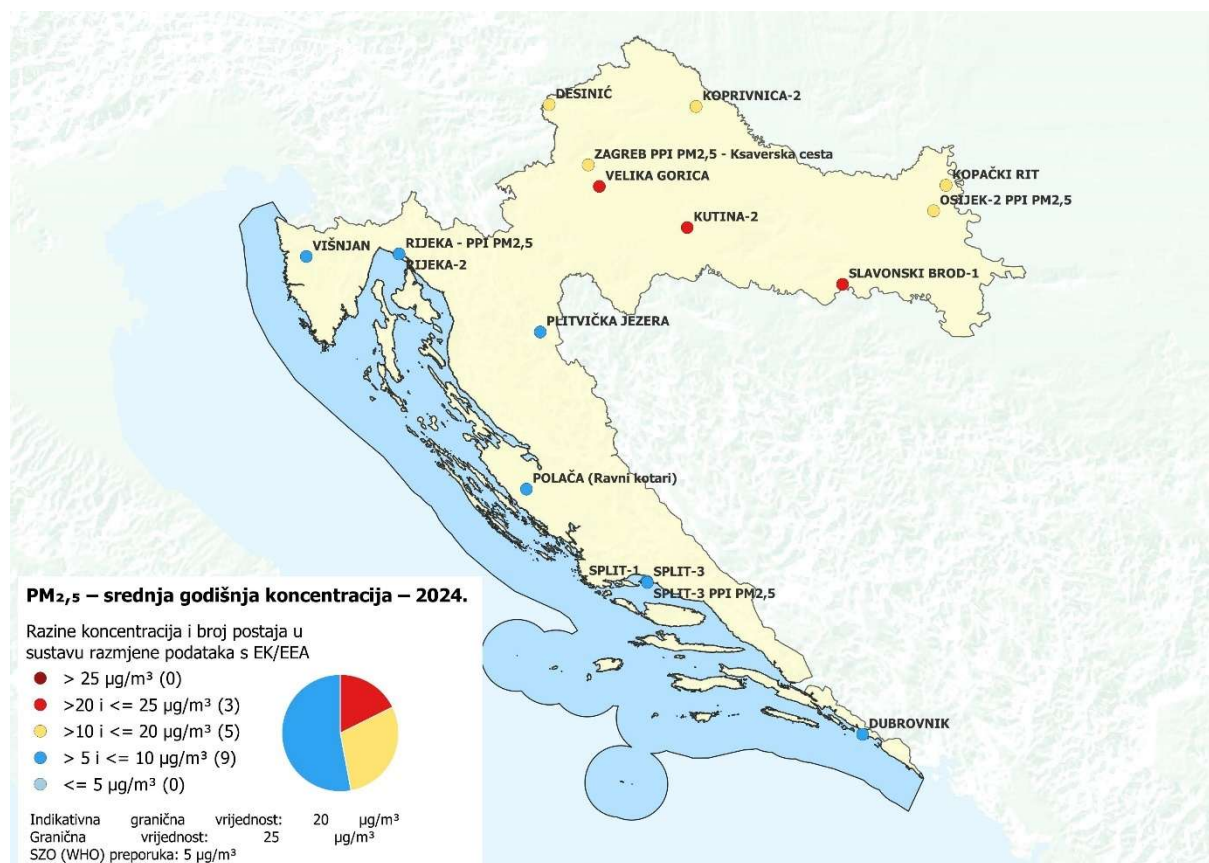 DESINIĆ
KOPRIVNICA-2
ZAGREB PPI PM2,5 - Ksaverska cesta
VELIKA GORICA
KOPAČKI RIT
OSIJEK-2 PPI PM2,5
KUTINA-2
VIŠNJAN
RIJEKA - PPI PM2,5
RIJEKA-2
SLAVONSKI BROD-1
PLITVIČKA JEZERA
POLAČA (Ravni kotari)
SPLIT-1
SPLIT-3
SPLIT-3 PPI PM2,5
DUBROVNIK
PM₂,₅ – srednja godišnja koncentracija – 2024.
Razine koncentracija i broj postaja u
sustavu razmjene podataka s EK/EEA
> 25 µg/m³ (0)
>20 i <= 25 µg/m³ (3)
>10 i <= 20 µg/m³ (5)
> 5 i <= 10 µg/m³ (9)
<= 5 µg/m³ (0)
Indikativna granična vrijednost: 20 µg/m³
Granična vrijednost: 25 µg/m³
SZO (WHO) preporuka: 5 µg/m³